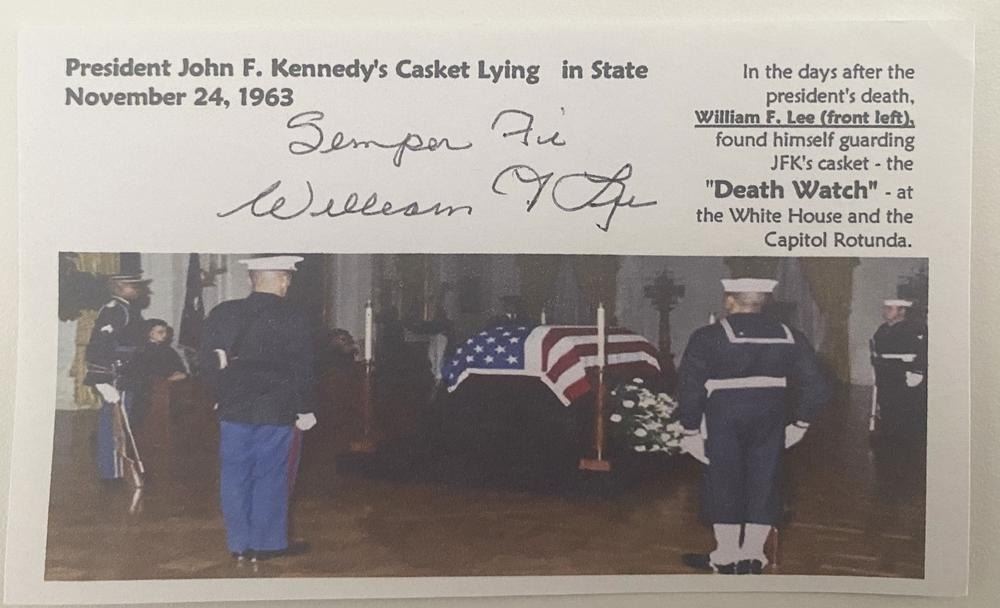 President John F. Kennedy's Casket Lying in State
November 24, 1963
Semper Fi
William F Lee
In the days after the
president's death,
William F. Lee (front left),
found himself guarding
JFK's casket - the
"Death Watch" - at
the White House and the
Capitol Rotunda.